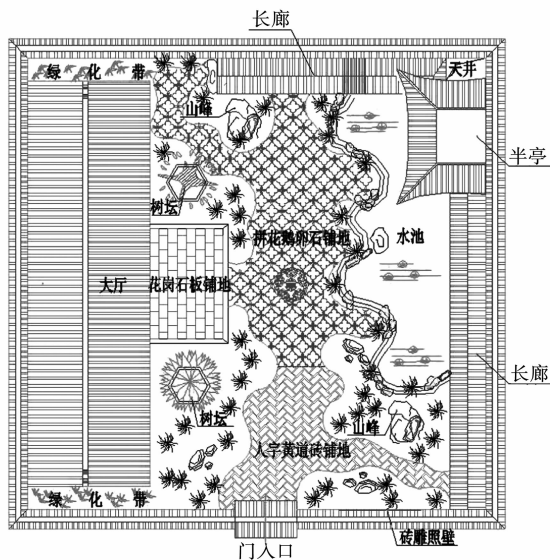 长廊
绿化带
天井
山峰
半亭
树坛
拼花鹅卵石铺地
水池
大厅
花岗石板铺地
长廊
树坛
山峰
人字黄道砖铺地
绿化带
砖雕照壁
门入口